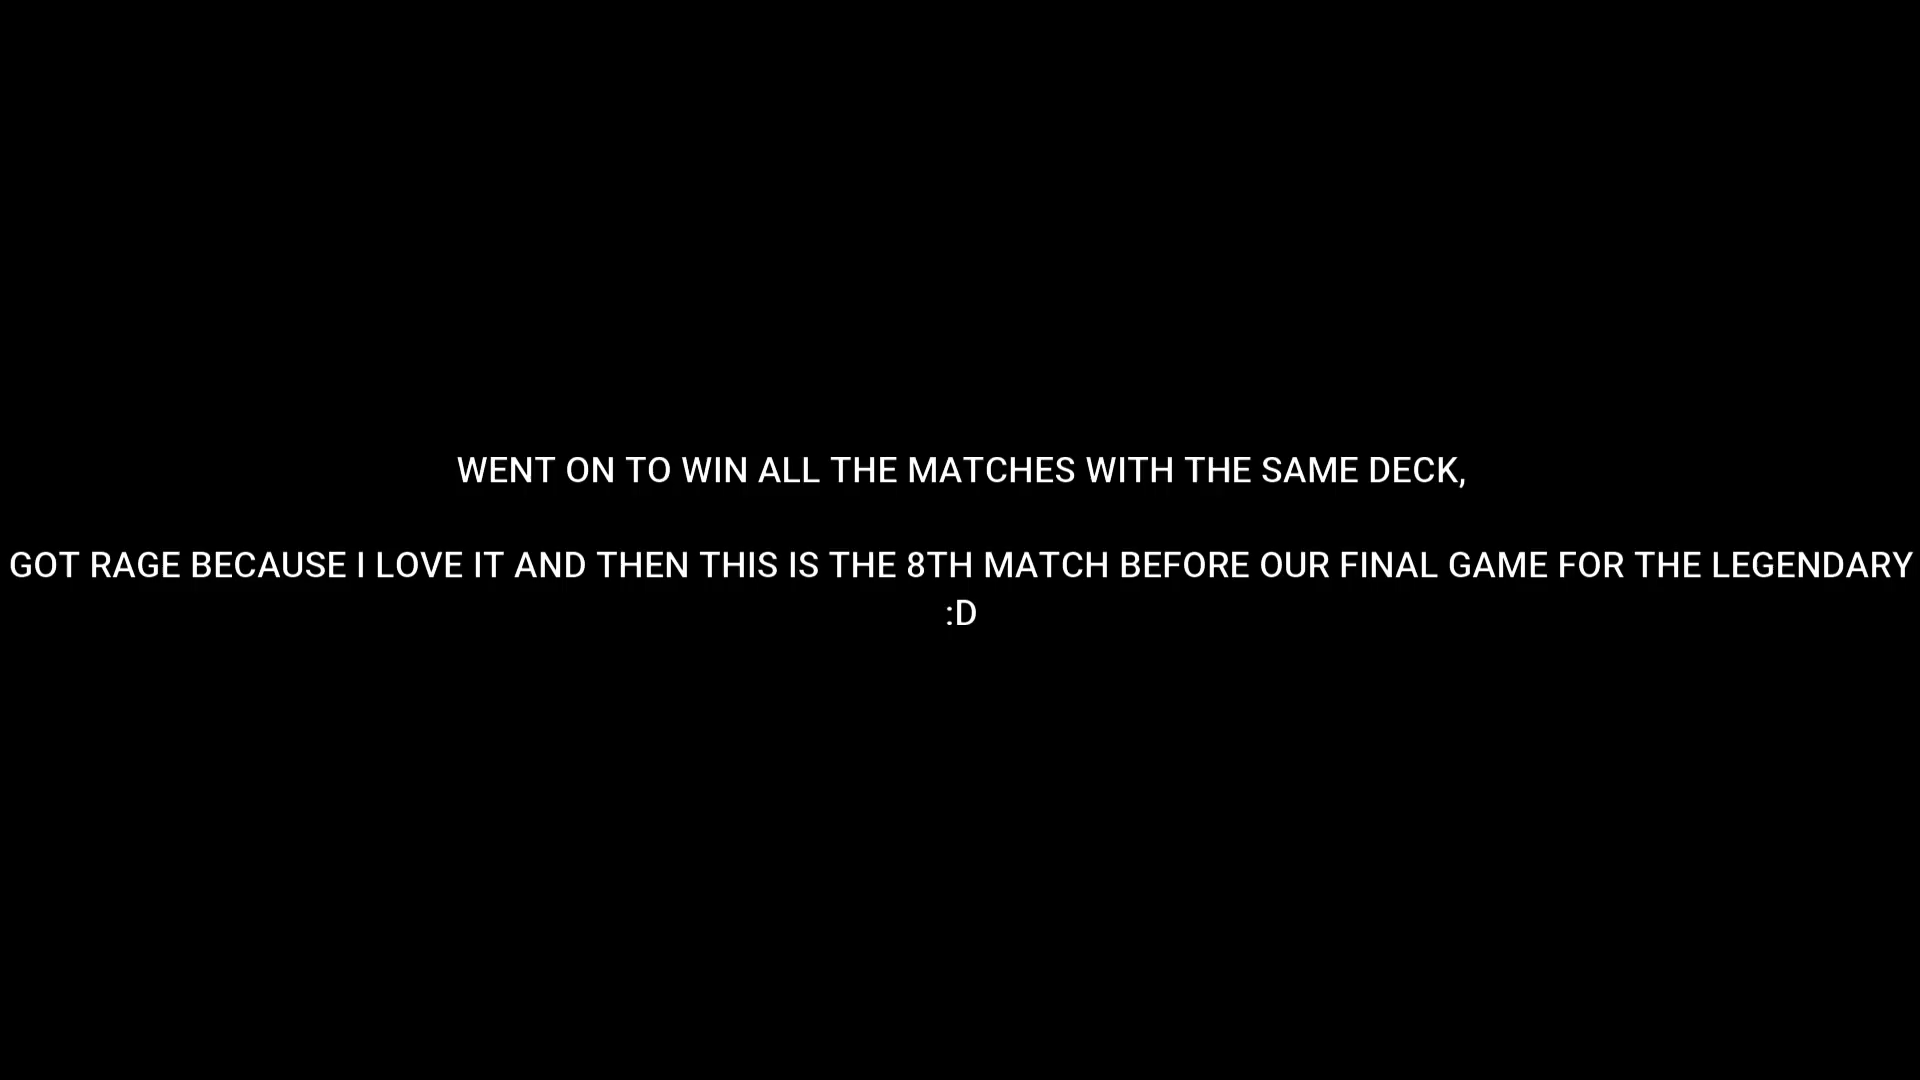 WENT ON TO WIN ALL THE MATCHES WITH THE SAME DECK,
GOT RAGE BECAUSE I LOVE IT AND THEN THIS IS THE 8TH MATCH BEFORE OUR FINAL GAME FOR THE LEGENDARY
:D